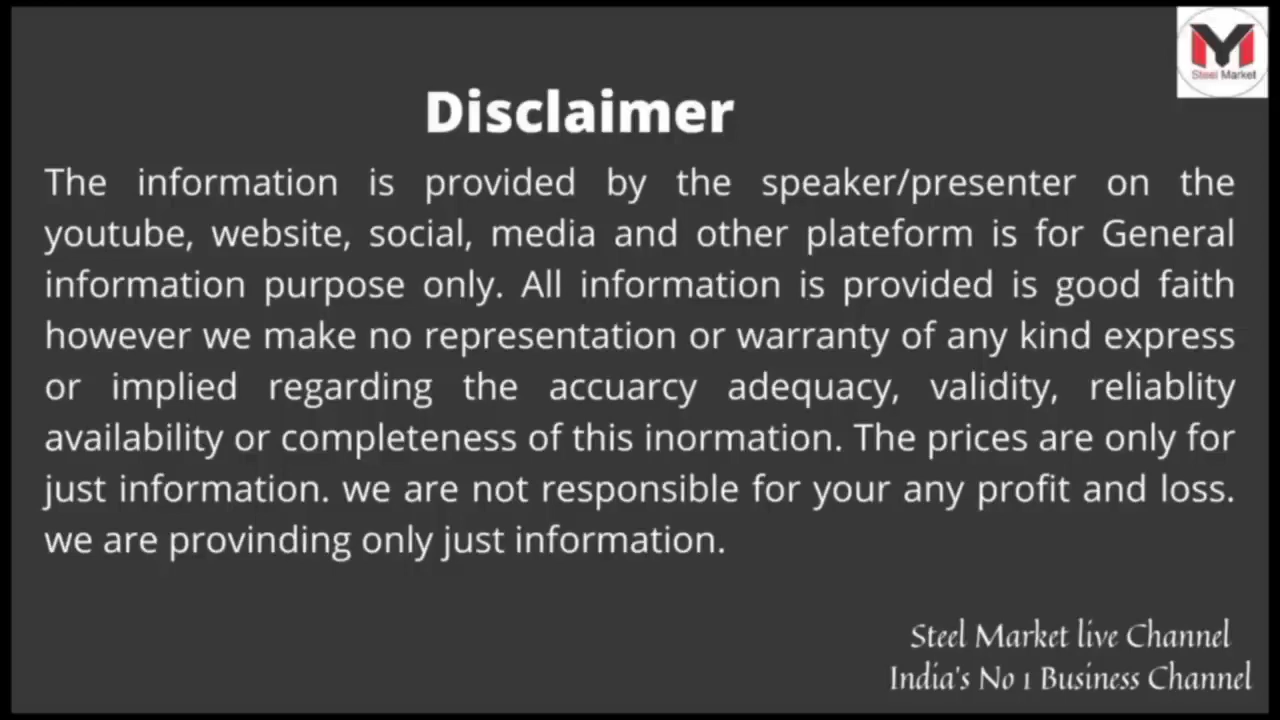 Steel Market
Disclaimer
The information is provided by the speaker/presenter on the
youtube, website, social, media and other plateform is for General
information purpose only. All information is provided is good faith
however we make no representation or warranty of any kind express
or implied regarding the accuarcy adequacy, validity, reliablity
availability or completeness of this inormation. The prices are only for
just information. we are not responsible for your any profit and loss.
we are provinding only just information.
Steel Market live Channel
India's No 1 Business Channel